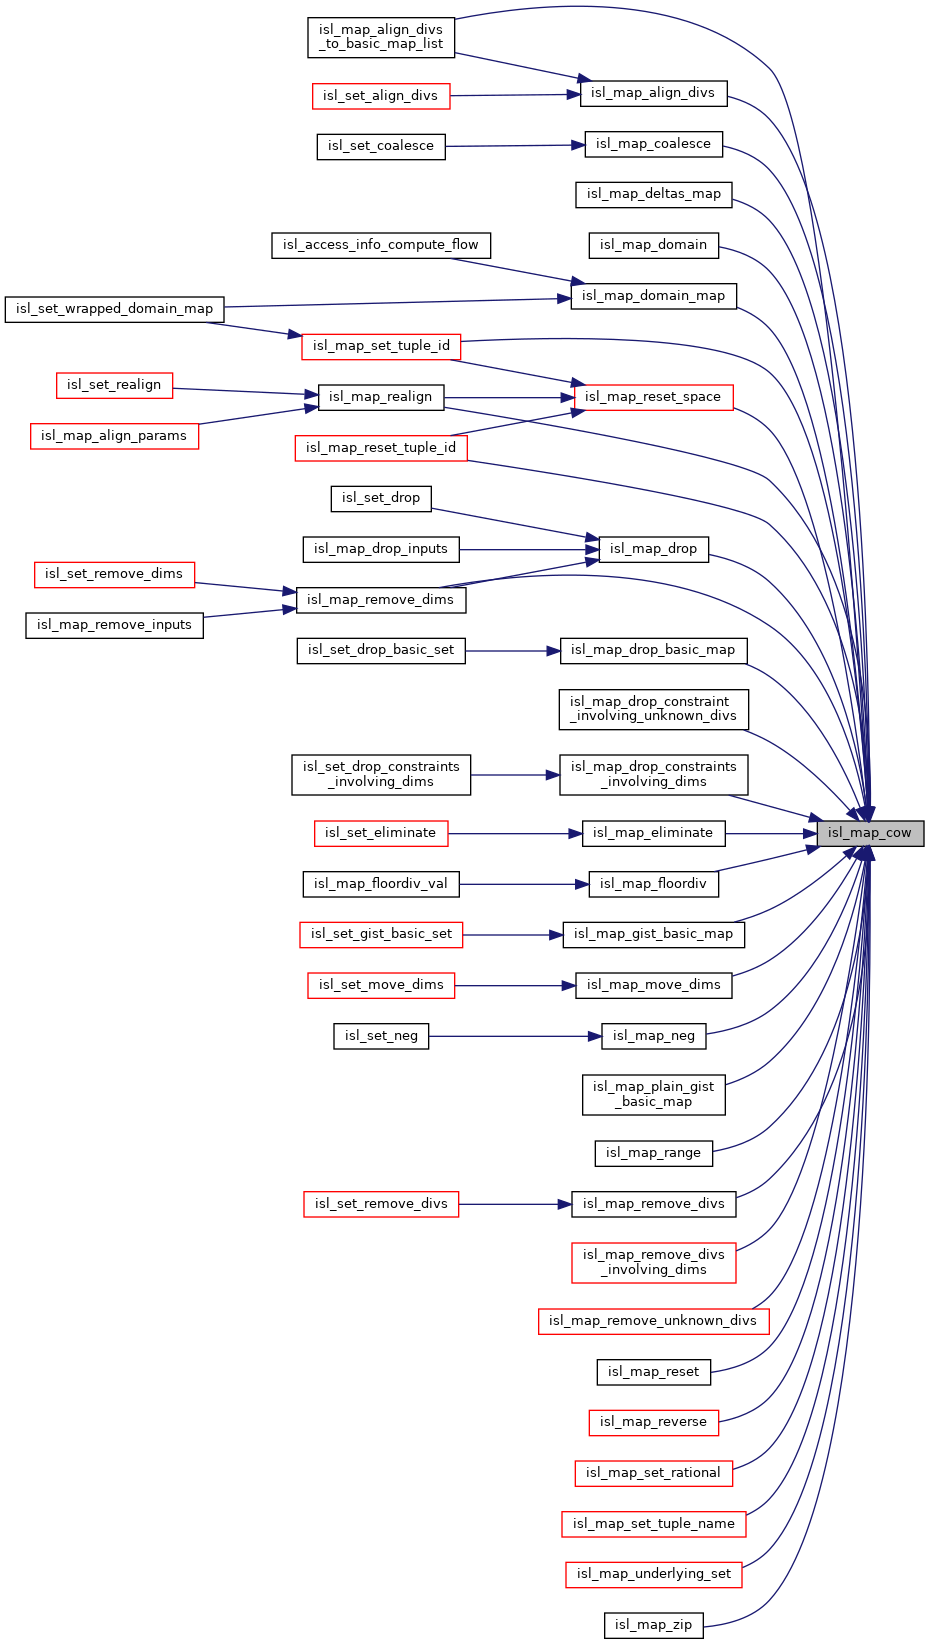 isl_map_align_divs
_to_basic_map_list
isl_map_align_divs
isl_set_align_divs
isl_map_coalesce
isl_set_coalesce
isl_map_deltas_map
isl_map_domain
isl_access_info_compute_flow
isl_map_domain_map
isl_set_wrapped_domain_map
isl_map_set_tuple_id
isl_set_realign
isl_map_realign
isl_map_reset_space
isl_map_align_params
isl_map_reset_tuple_id
isl_set_drop
isl_map_drop_inputs
isl_map_drop
isl_set_remove_dims
isl_map_remove_dims
isl_map_remove_inputs
isl_set_drop_basic_set
isl_map_drop_basic_map
isl_map_drop_constraint
_involving_unknown_divs
isl_set_drop_constraints
_involving_dims
isl_map_drop_constraints
_involving_dims
isl_set_eliminate
isl_map_eliminate
isl_map_cow
isl_map_floordiv_val
isl_map_floordiv
isl_set_gist_basic_set
isl_map_gist_basic_map
isl_set_move_dims
isl_map_move_dims
isl_set_neg
isl_map_neg
isl_map_plain_gist
_basic_map
isl_map_range
isl_set_remove_divs
isl_map_remove_divs
isl_map_remove_divs
_involving_dims
isl_map_remove_unknown_divs
isl_map_reset
isl_map_reverse
isl_map_set_rational
isl_map_set_tuple_name
isl_map_underlying_set
isl_map_zip